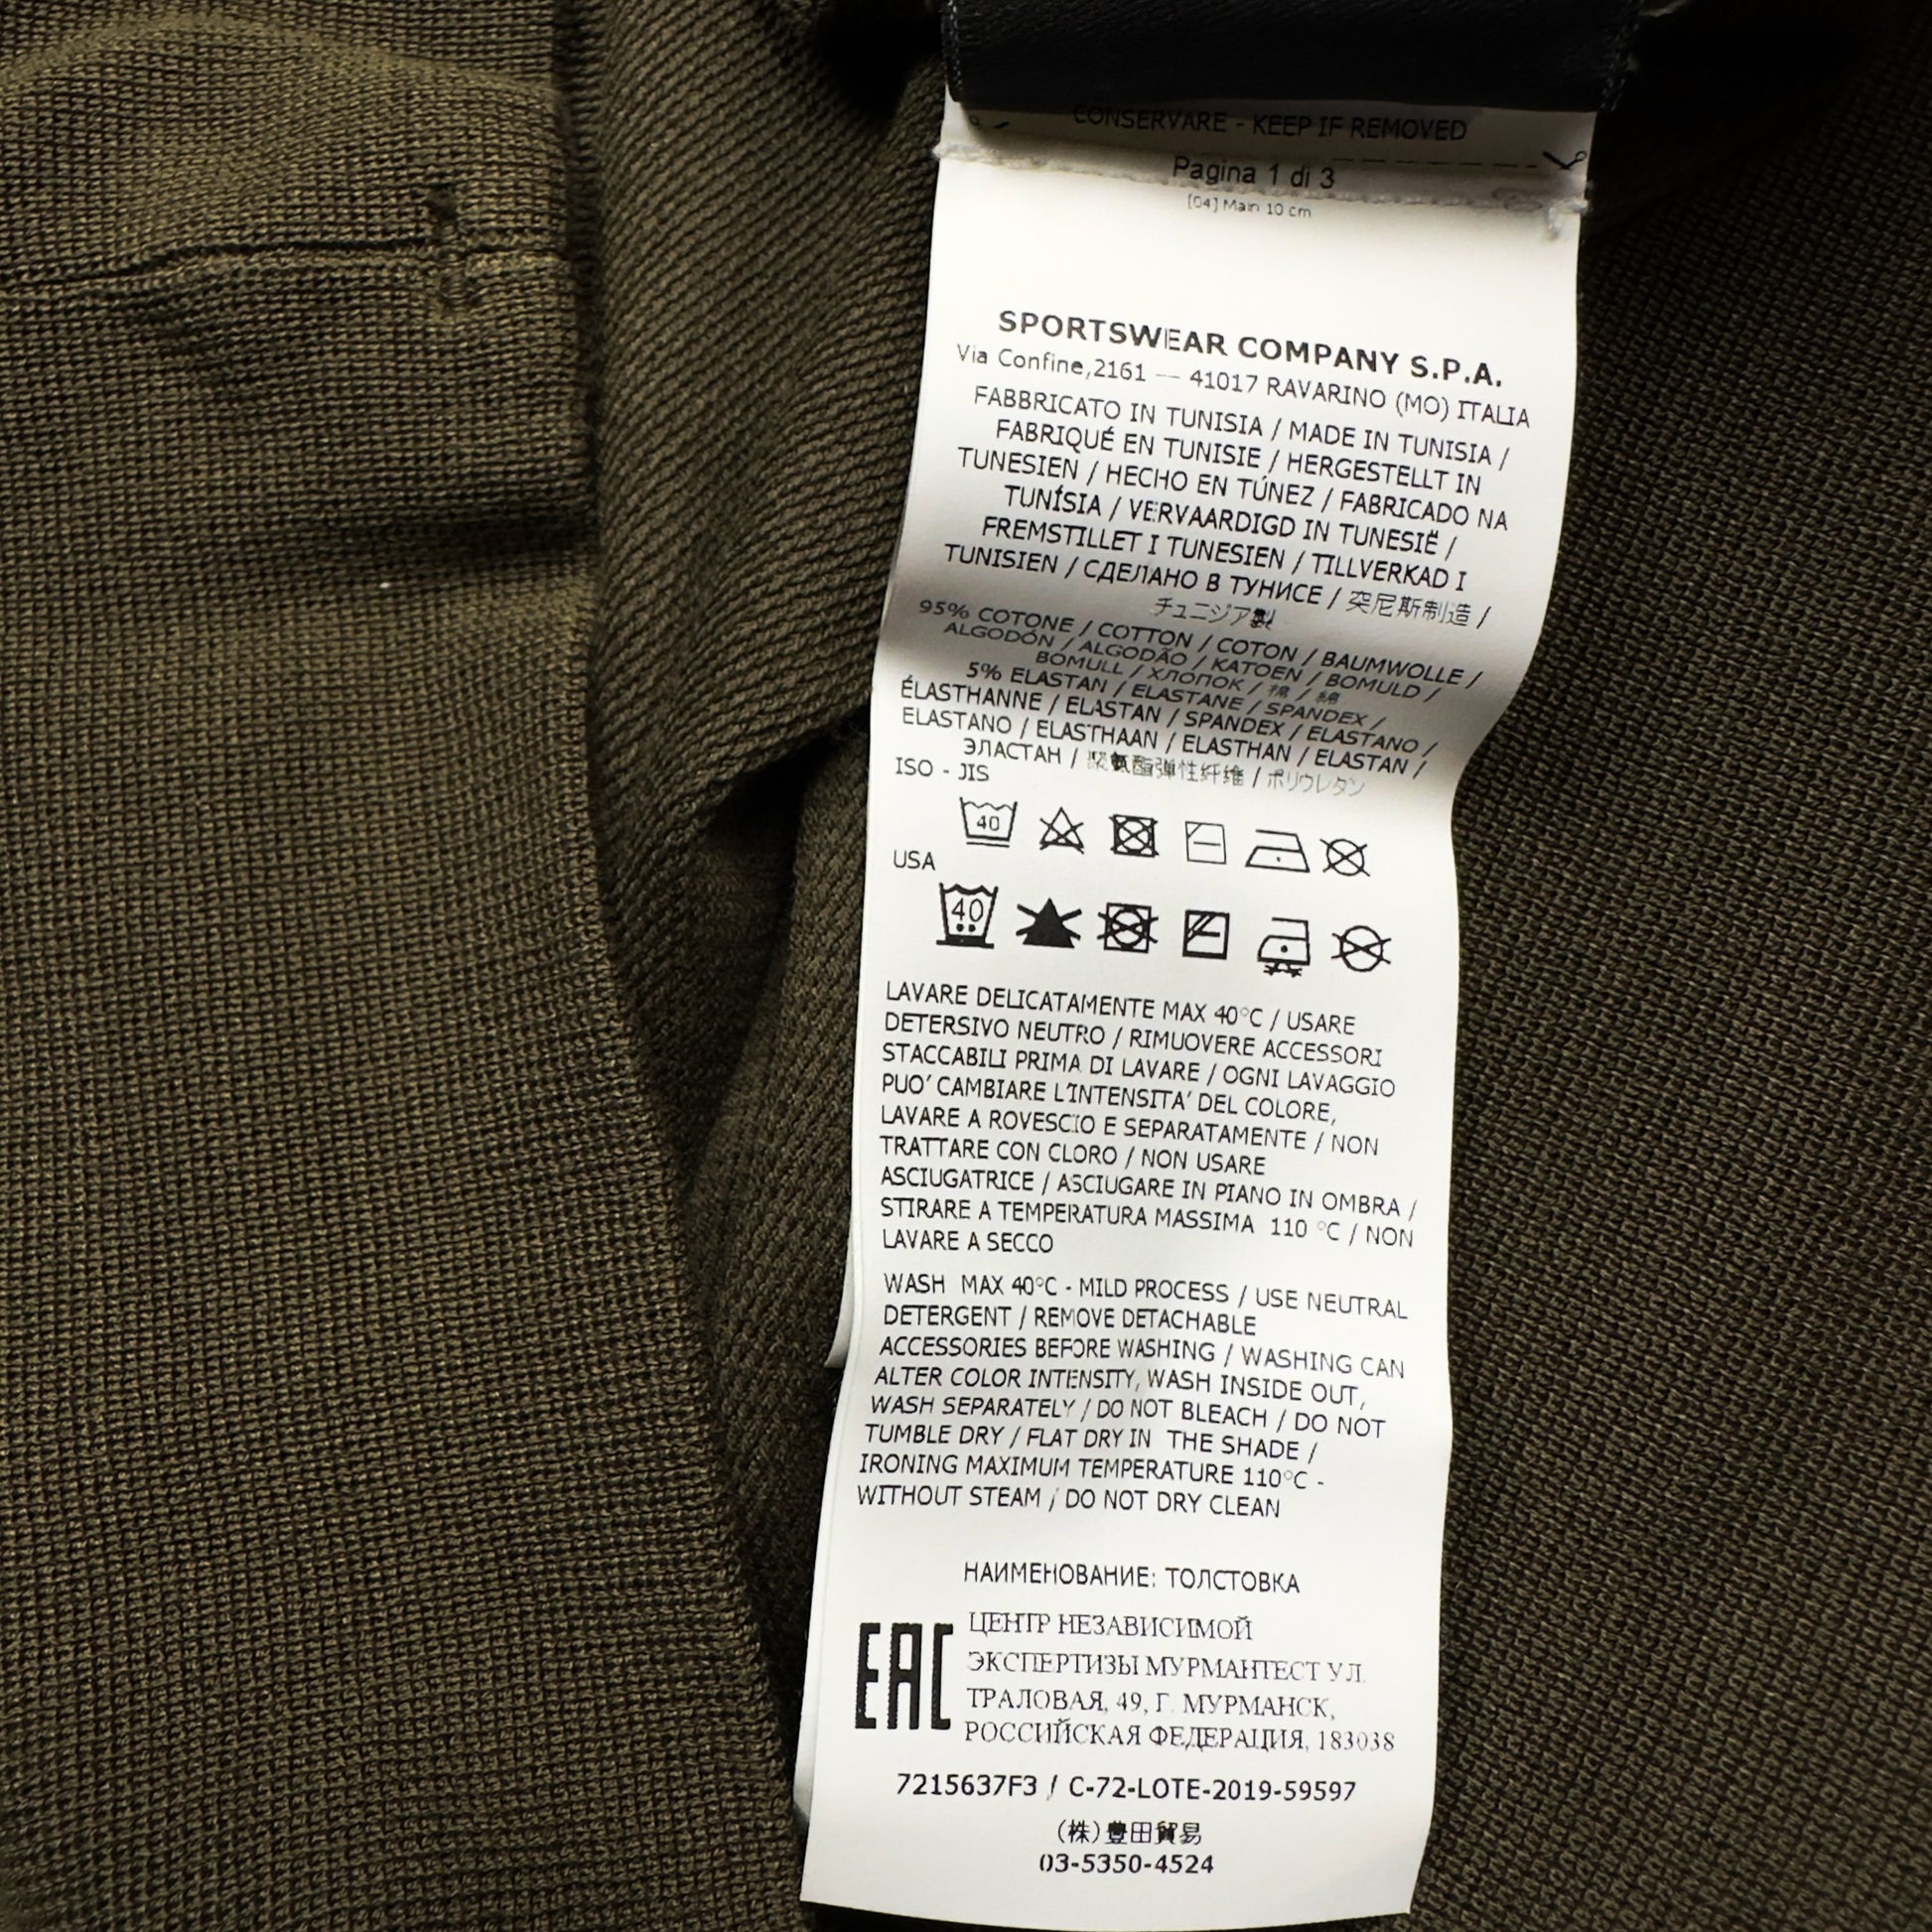 CONSERVARE - KEEP IF REMOVED
Pagina 1 di 3
[04] Main 10 cm
SPORTSWEAR COMPANY S.P.A.
Via Confine,2161 -- 41017 RAVARINO (MO) ITALIA
FABBRICATO IN TUNISIA / MADE IN TUNISIA /
FABRIQUÉ EN TUNISIE / HERGESTELLT IN
TUNESIEN / HECHO EN TÚNEZ / FABRICADO NA
TUNÍSIA / VERVAARDIGD IN TUNESIË /
FREMSTILLET I TUNESIEN / TILLVERKAD I
TUNISIEN / СДЕЛАНО В ТУНИСЕ / 突尼斯制造 /
チュニジア製
95% COTONE / COTTON / COTON / BAUMWOLLE /
ALGODÓN / ALGODÃO / KATOEN / BOMULD /
BOMULL / ХЛОПОК / 棉 / 綿
5% ELASTAN / ELASTANE / SPANDEX /
ÉLASTHANNE / ELASTAN / SPANDEX / ELASTANO /
ELASTANO / ELASTHAAN / ELASTHAN / ELASTAN /
ЭЛАСТАН / 聚氨酯弹性纤维 / ポリウレタン
ISO - JIS
40
USA
40
LAVARE DELICATAMENTE MAX 40°C / USARE
DETERSIVO NEUTRO / RIMUOVERE ACCESSORI
STACCABILI PRIMA DI LAVARE / OGNI LAVAGGIO
PUO' CAMBIARE L'INTENSITA' DEL COLORE,
LAVARE A ROVESCIO E SEPARATAMENTE / NON
TRATTARE CON CLORO / NON USARE
ASCIUGATRICE / ASCIUGARE IN PIANO IN OMBRA /
STIRARE A TEMPERATURA MASSIMA 110 °C / NON
LAVARE A SECCO
WASH MAX 40°C - MILD PROCESS / USE NEUTRAL
DETERGENT / REMOVE DETACHABLE
ACCESSORIES BEFORE WASHING / WASHING CAN
ALTER COLOR INTENSITY, WASH INSIDE OUT,
WASH SEPARATELY / DO NOT BLEACH / DO NOT
TUMBLE DRY / FLAT DRY IN THE SHADE /
IRONING MAXIMUM TEMPERATURE 110°C -
WITHOUT STEAM / DO NOT DRY CLEAN
НАИМЕНОВАНИЕ: ТОЛСТОВКА
EAC
ЦЕНТР НЕЗАВИСИМОЙ
ЭКСПЕРТИЗЫ МУРМАНТЕСТ УЛ.
ТРАЛОВАЯ, 49, Г. МУРМАНСК,
РОССИЙСКАЯ ФЕДЕРАЦИЯ, 183038
7215637F3 / C-72-LOTE-2019-59597
(株)豊田貿易
03-5350-4524